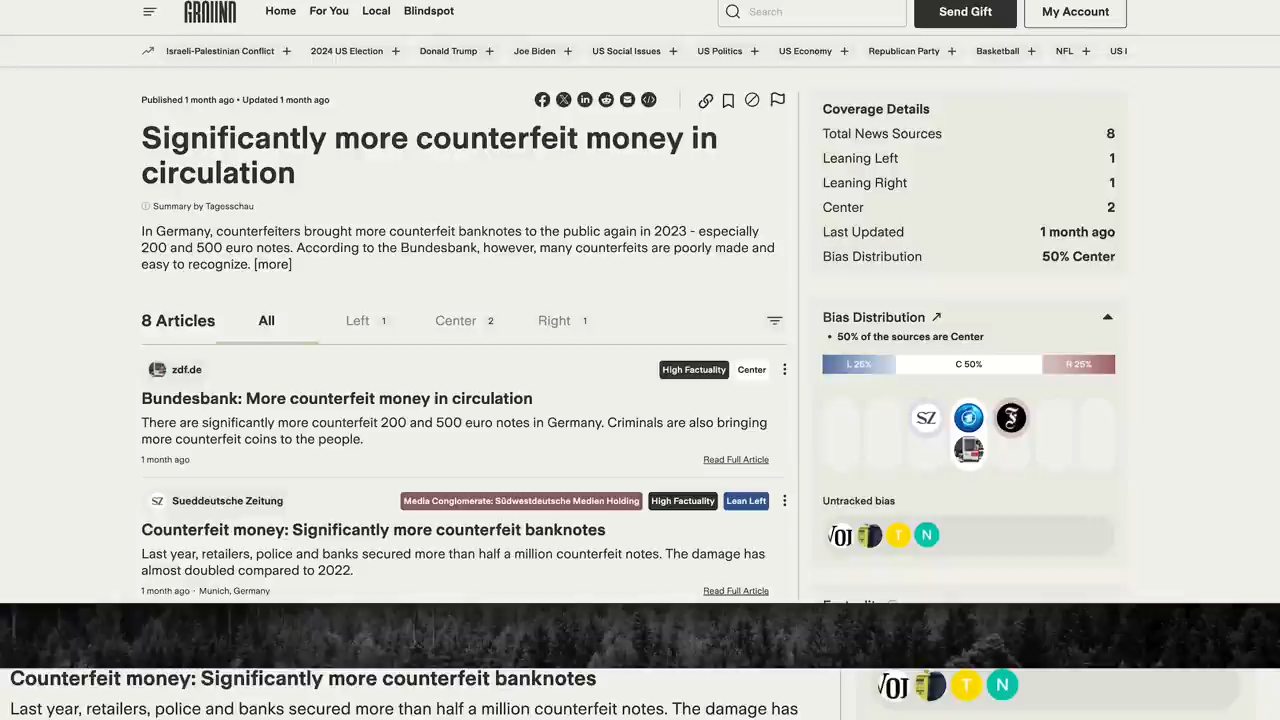 GROUND
Home For You Local Blindspot
Search
Send Gift
My Account
Israeli-Palestinian Conflict + 2024 US Election + Donald Trump + Joe Biden + US Social Issues + US Politics + US Economy + Republican Party + Basketball + NFL + US
Published 1 month ago • Updated 1 month ago
Significantly more counterfeit money in
circulation
Summary by Tagesschau
In Germany, counterfeiters brought more counterfeit banknotes to the public again in 2023 - especially
200 and 500 euro notes. According to the Bundesbank, however, many counterfeits are poorly made and
easy to recognize. [more]
8 Articles All Left 1 Center 2 Right 1
zdf.de High Factuality Center
Bundesbank: More counterfeit money in circulation
There are significantly more counterfeit 200 and 500 euro notes in Germany. Criminals are also bringing
more counterfeit coins to the people.
1 month ago Read Full Article
SZ Sueddeutsche Zeitung Media Conglomerate: Südwestdeutsche Medien Holding High Factuality Lean Left
Counterfeit money: Significantly more counterfeit banknotes
Last year, retailers, police and banks secured more than half a million counterfeit notes. The damage has
almost doubled compared to 2022.
1 month ago · Munich, Germany Read Full Article
Coverage Details
Total News Sources 8
Leaning Left 1
Leaning Right 1
Center 2
Last Updated 1 month ago
Bias Distribution 50% Center
Bias Distribution ↗
• 50% of the sources are Center
L 25% C 50% R 25%
SZ
Untracked bias
VOI T N
Counterfeit money: Significantly more counterfeit banknotes
Last year, retailers, police and banks secured more than half a million counterfeit notes. The damage has
VOI T N